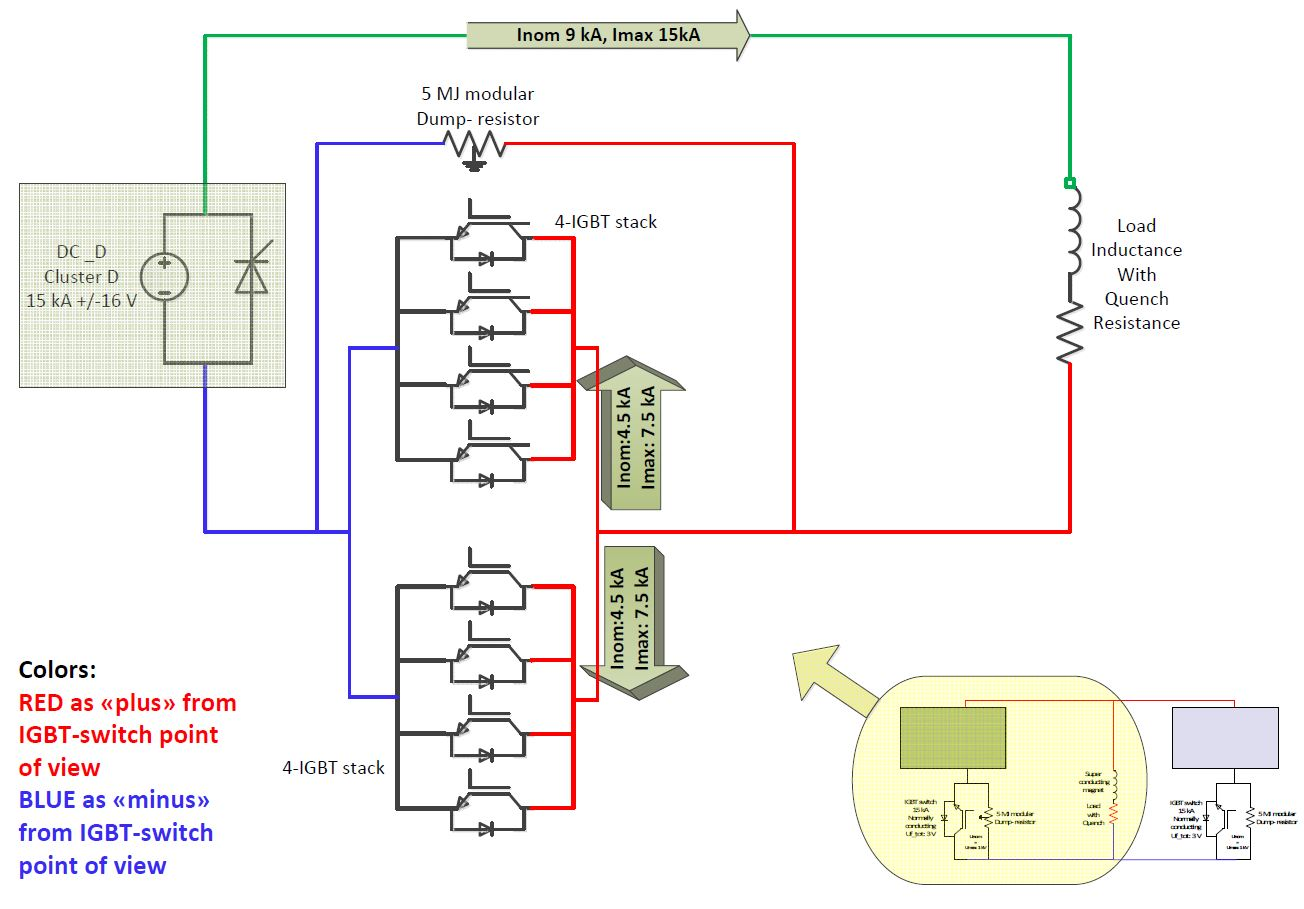 Inom 9 kA, Imax 15kA
5 MJ modular
Dump- resistor
4-IGBT stack
DC _D
Cluster D
15 kA +/-16 V
Load
Inductance
With
Quench
Resistance
Inom:4.5 kA
Imax: 7.5 kA
Inom:4.5 kA
Imax: 7.5 kA
Colors:
RED as «plus» from
IGBT-switch point
of view
BLUE as «minus»
from IGBT-switch
point of view
4-IGBT stack
IGBT switch
15 kA
Normally
conducting
Uf_tot: 3 V
5 MJ modular
Dump- resistor
Super
conducting
magnet
Load
with
Quench
IGBT switch
15 kA
Normally
conducting
Uf_tot: 3 V
5 MJ modular
Dump- resistor